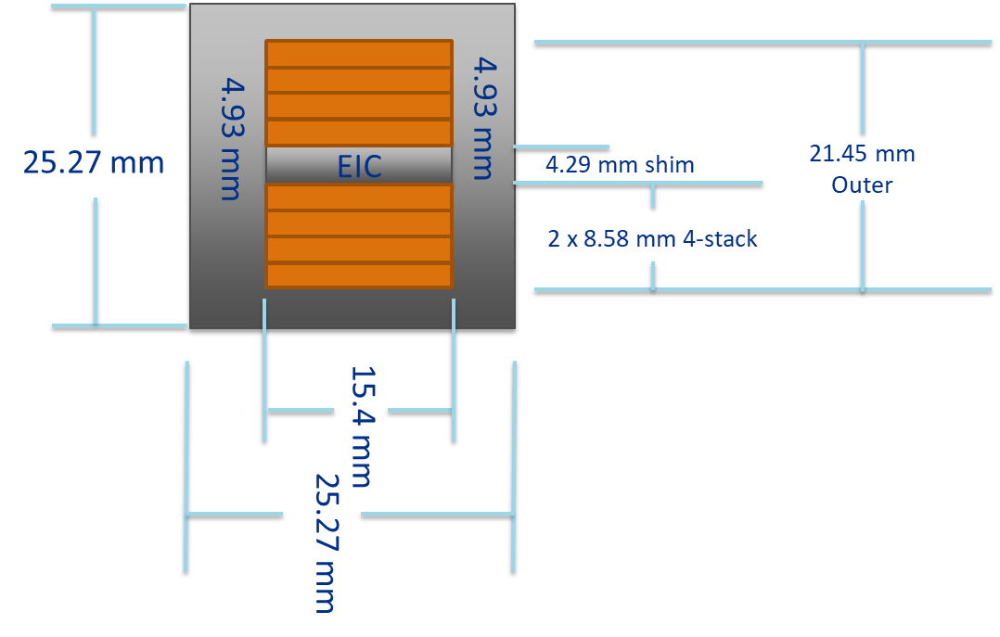 25.27 mm
4.93 mm
EIC
4.93 mm
4.29 mm shim
2 x 8.58 mm 4-stack
21.45 mm
Outer
15.4 mm
25.27 mm